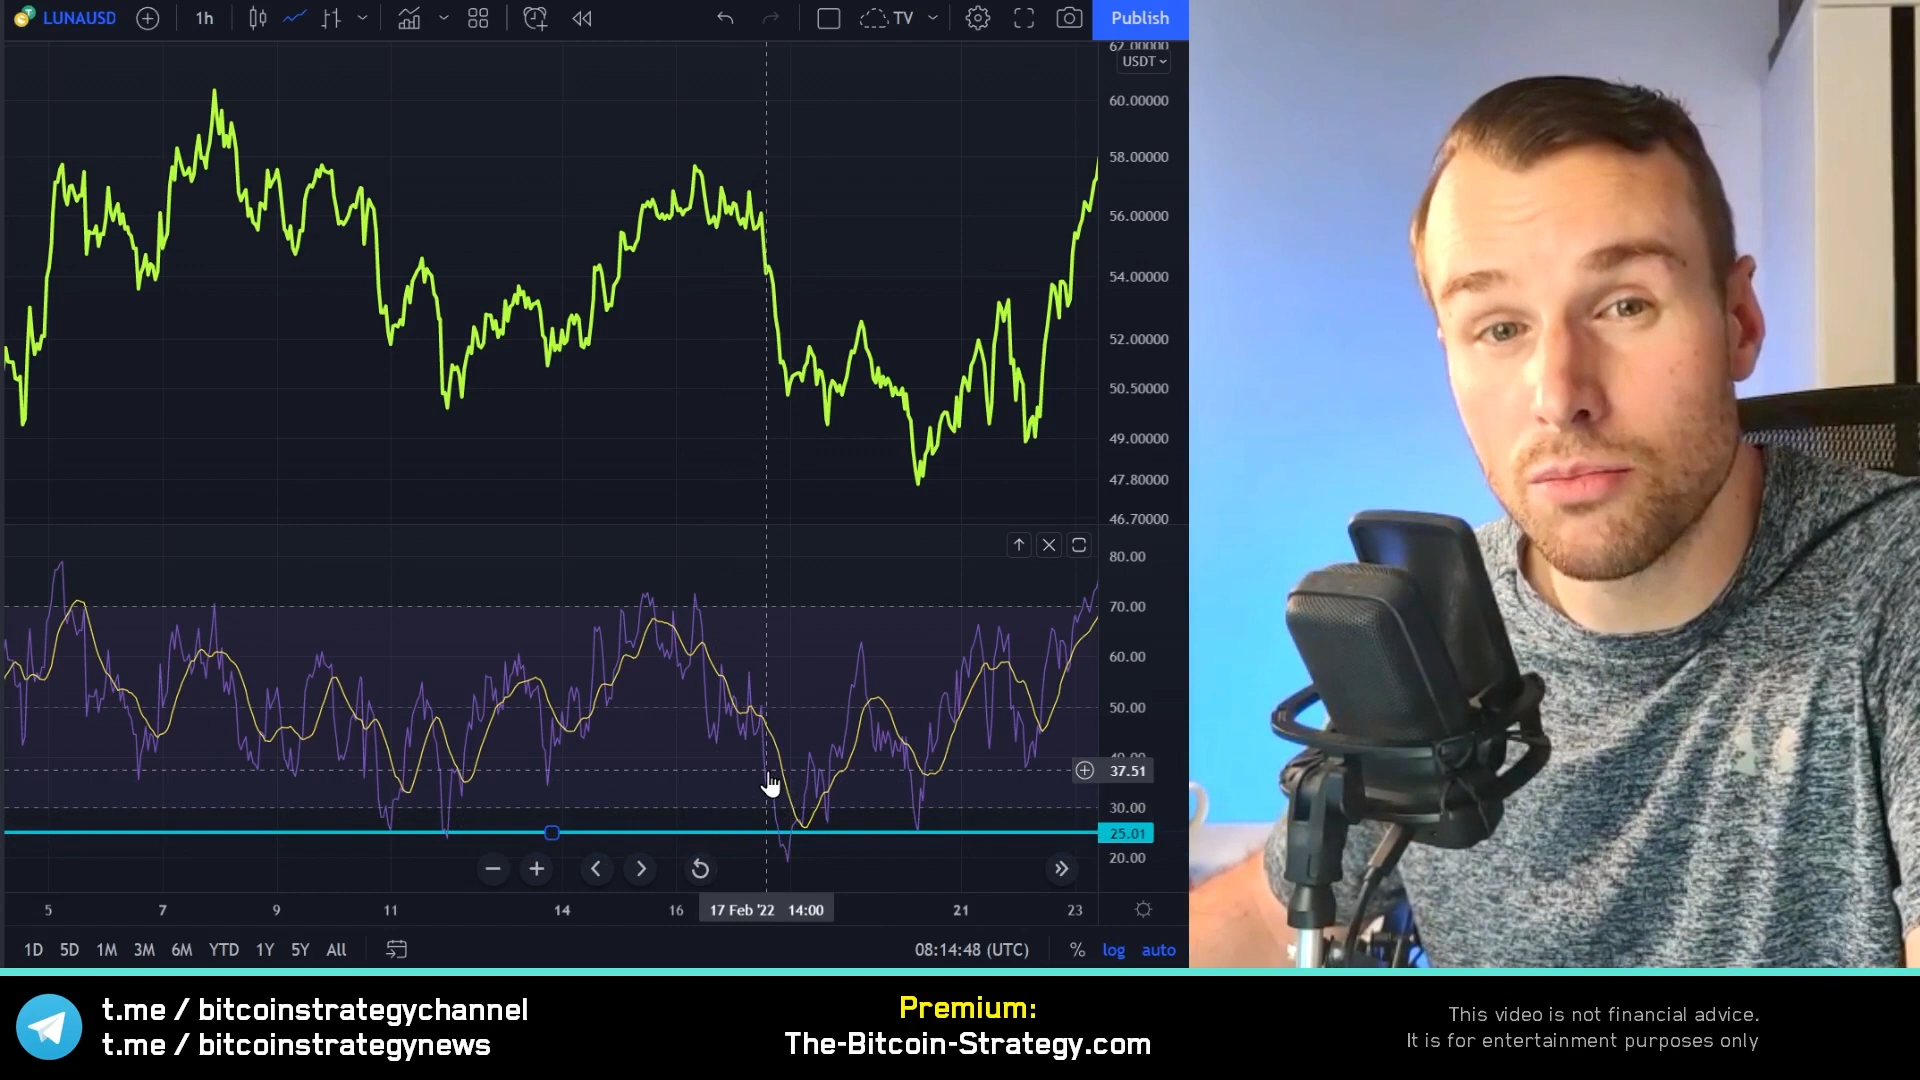 LUNAUSD
1h
TV
Publish
62.00000
USDT
60.00000
58.00000
56.00000
54.00000
52.00000
50.50000
49.00000
47.80000
46.70000
80.00
70.00
60.00
50.00
40.00
37.51
30.00
25.01
20.00
5 7 9 11 14 16 17 Feb '22 14:00 21 23
1D 5D 1M 3M 6M YTD 1Y 5Y All
08:14:48 (UTC) % log auto
t.me / bitcoinstrategychannel
t.me / bitcoinstrategynews
Premium:
The-Bitcoin-Strategy.com
This video is not financial advice.
It is for entertainment purposes only